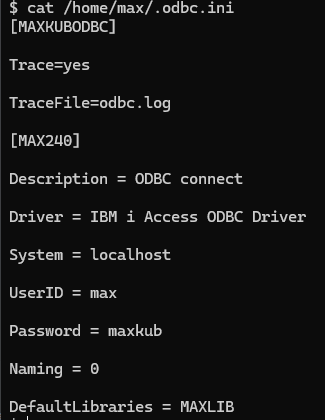 $ cat /home/max/.odbc.ini
[MAXKUBODBC]
Trace=yes
TraceFile=odbc.log
[MAX240]
Description = ODBC connect
Driver = IBM i Access ODBC Driver
System = localhost
UserID = max
Password = maxkub
Naming = 0
DefaultLibraries = MAXLIB